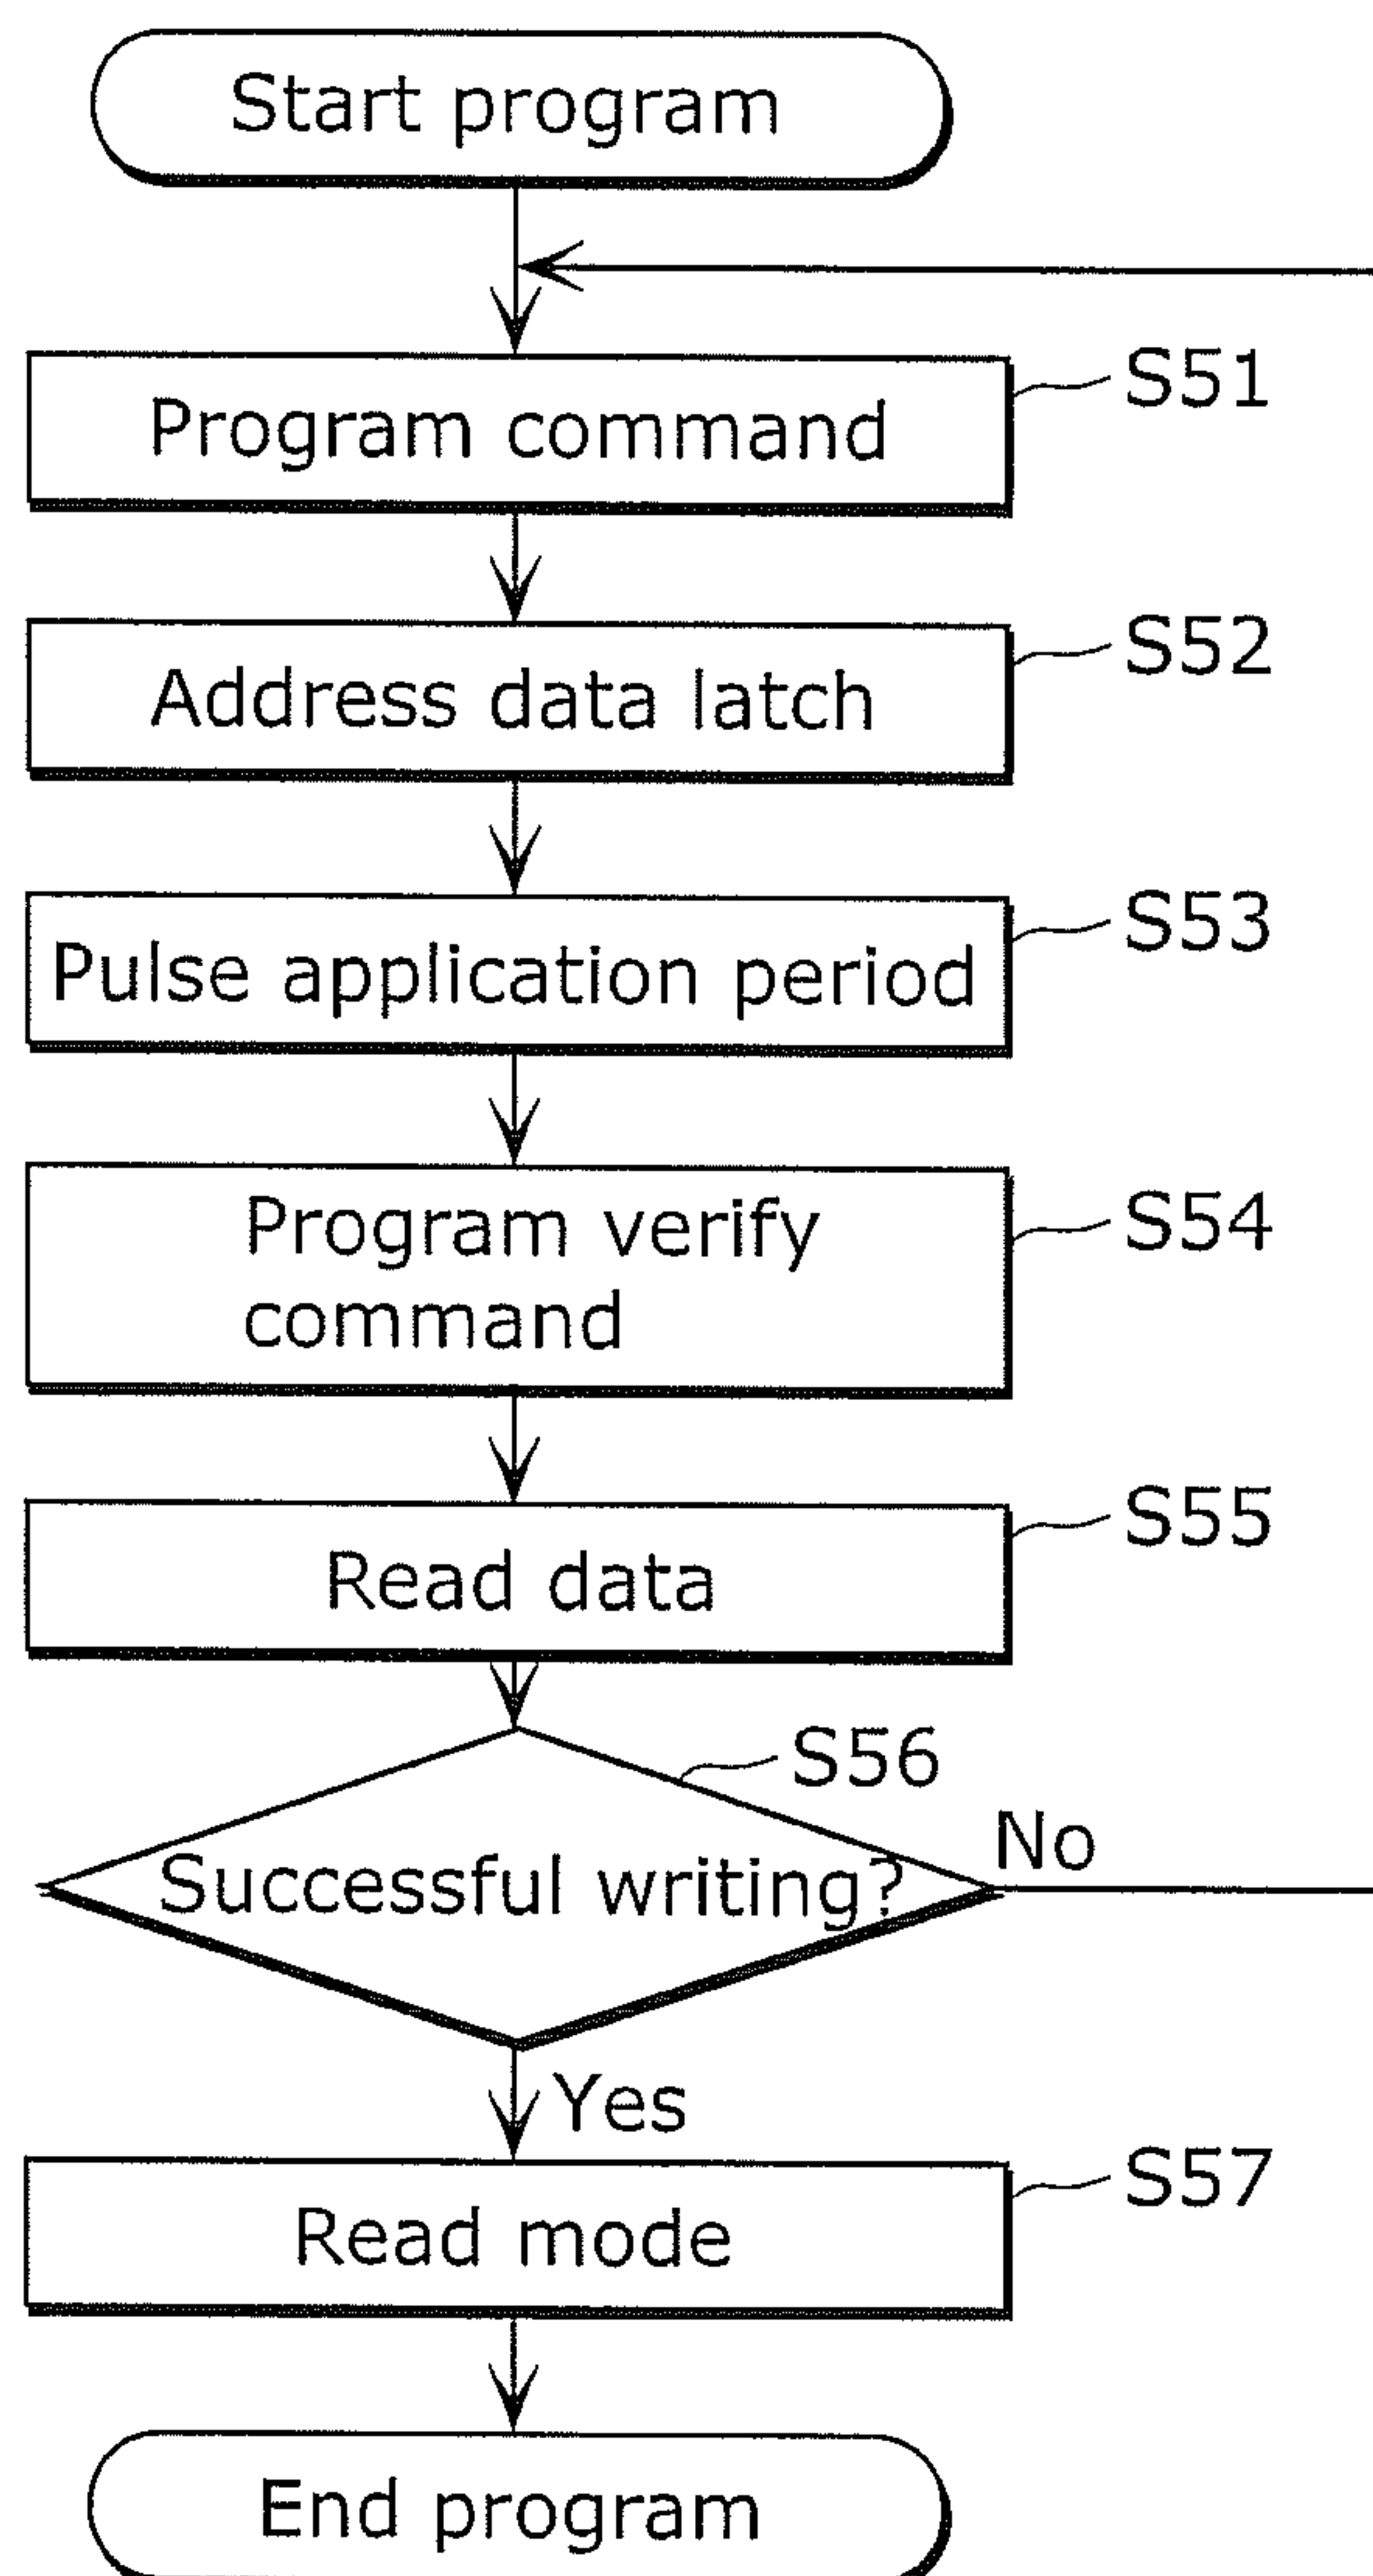 Start program
Program command
S51
Address data latch
S52
Pulse application period
S53
Program verify
command
S54
Read data
S55
S56
Successful writing?
No
Yes
Read mode
S57
End program